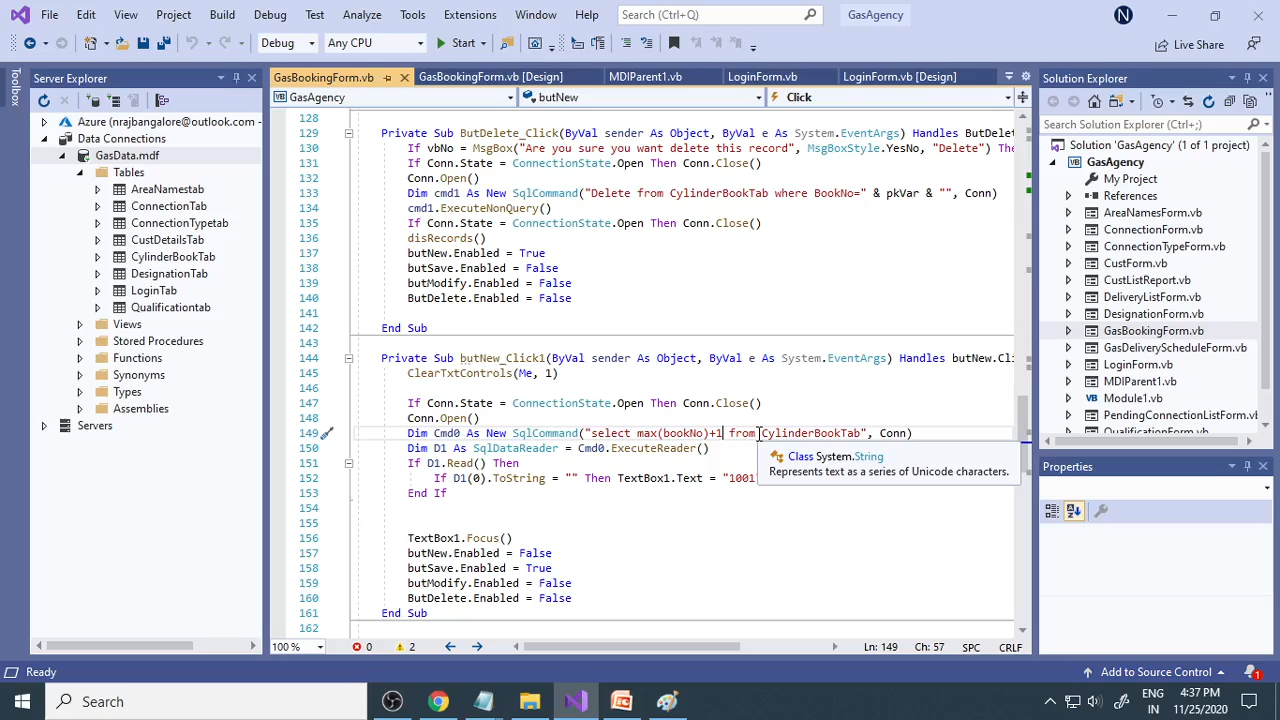 File Edit View Project Build Debug Test Analyze Tools Extensions Window Help Search (Ctrl+Q) GasAgency N
Debug Any CPU Start Live Share
Toolbox
Server Explorer
Azure (nrajbangalore@outlook.com -
Data Connections
GasData.mdf
Tables
AreaNamestab
ConnectionTab
ConnectionTypetab
CustDetailsTab
CylinderBookTab
DesignationTab
LoginTab
Qualificationtab
Views
Stored Procedures
Functions
Synonyms
Types
Assemblies
Servers
GasBookingForm.vb GasBookingForm.vb [Design] MDIParent1.vb LoginForm.vb LoginForm.vb [Design]
GasAgency butNew Click
128
129 Private Sub ButDelete_Click(ByVal sender As Object, ByVal e As System.EventArgs) Handles ButDelet
130 If vbNo = MsgBox("Are you sure you want delete this record", MsgBoxStyle.YesNo, "Delete") The
131 If Conn.State = ConnectionState.Open Then Conn.Close()
132 Conn.Open()
133 Dim cmd1 As New SqlCommand("Delete from CylinderBookTab where BookNo=" & pkVar & "", Conn)
134 cmd1.ExecuteNonQuery()
135 If Conn.State = ConnectionState.Open Then Conn.Close()
136 disRecords()
137 butNew.Enabled = True
138 butSave.Enabled = False
139 butModify.Enabled = False
140 ButDelete.Enabled = False
141
142 End Sub
143
144 Private Sub butNew_Click1(ByVal sender As Object, ByVal e As System.EventArgs) Handles butNew.Cli
145 ClearTxtControls(Me, 1)
146
147 If Conn.State = ConnectionState.Open Then Conn.Close()
148 Conn.Open()
149 Dim Cmd0 As New SqlCommand("select max(bookNo)+1 from CylinderBookTab", Conn)
150 Dim D1 As SqlDataReader = Cmd0.ExecuteReader()
151 If D1.Read() Then
152 If D1(0).ToString = "" Then TextBox1.Text = "1001
153 End If
154
155
156 TextBox1.Focus()
157 butNew.Enabled = False
158 butSave.Enabled = True
159 butModify.Enabled = False
160 ButDelete.Enabled = False
161 End Sub
162
Class System.String
Represents text as a series of Unicode characters.
100 % 0 2 Ln: 149 Ch: 57 SPC CRLF
Solution Explorer
Search Solution Explorer (Ctrl+;)
Solution 'GasAgency' (1 of 1 project)
GasAgency
My Project
References
AreaNamesForm.vb
ConnectionForm.vb
ConnectionTypeForm.vb
CustForm.vb
CustListReport.vb
DeliveryListForm.vb
DesignationForm.vb
GasBookingForm.vb
GasDeliveryScheduleForm.vb
LoginForm.vb
MDIParent1.vb
Module1.vb
PendingConnectionForm.vb
Properties
Ready Add to Source Control 1
Search ENG IN 4:37 PM 11/25/2020